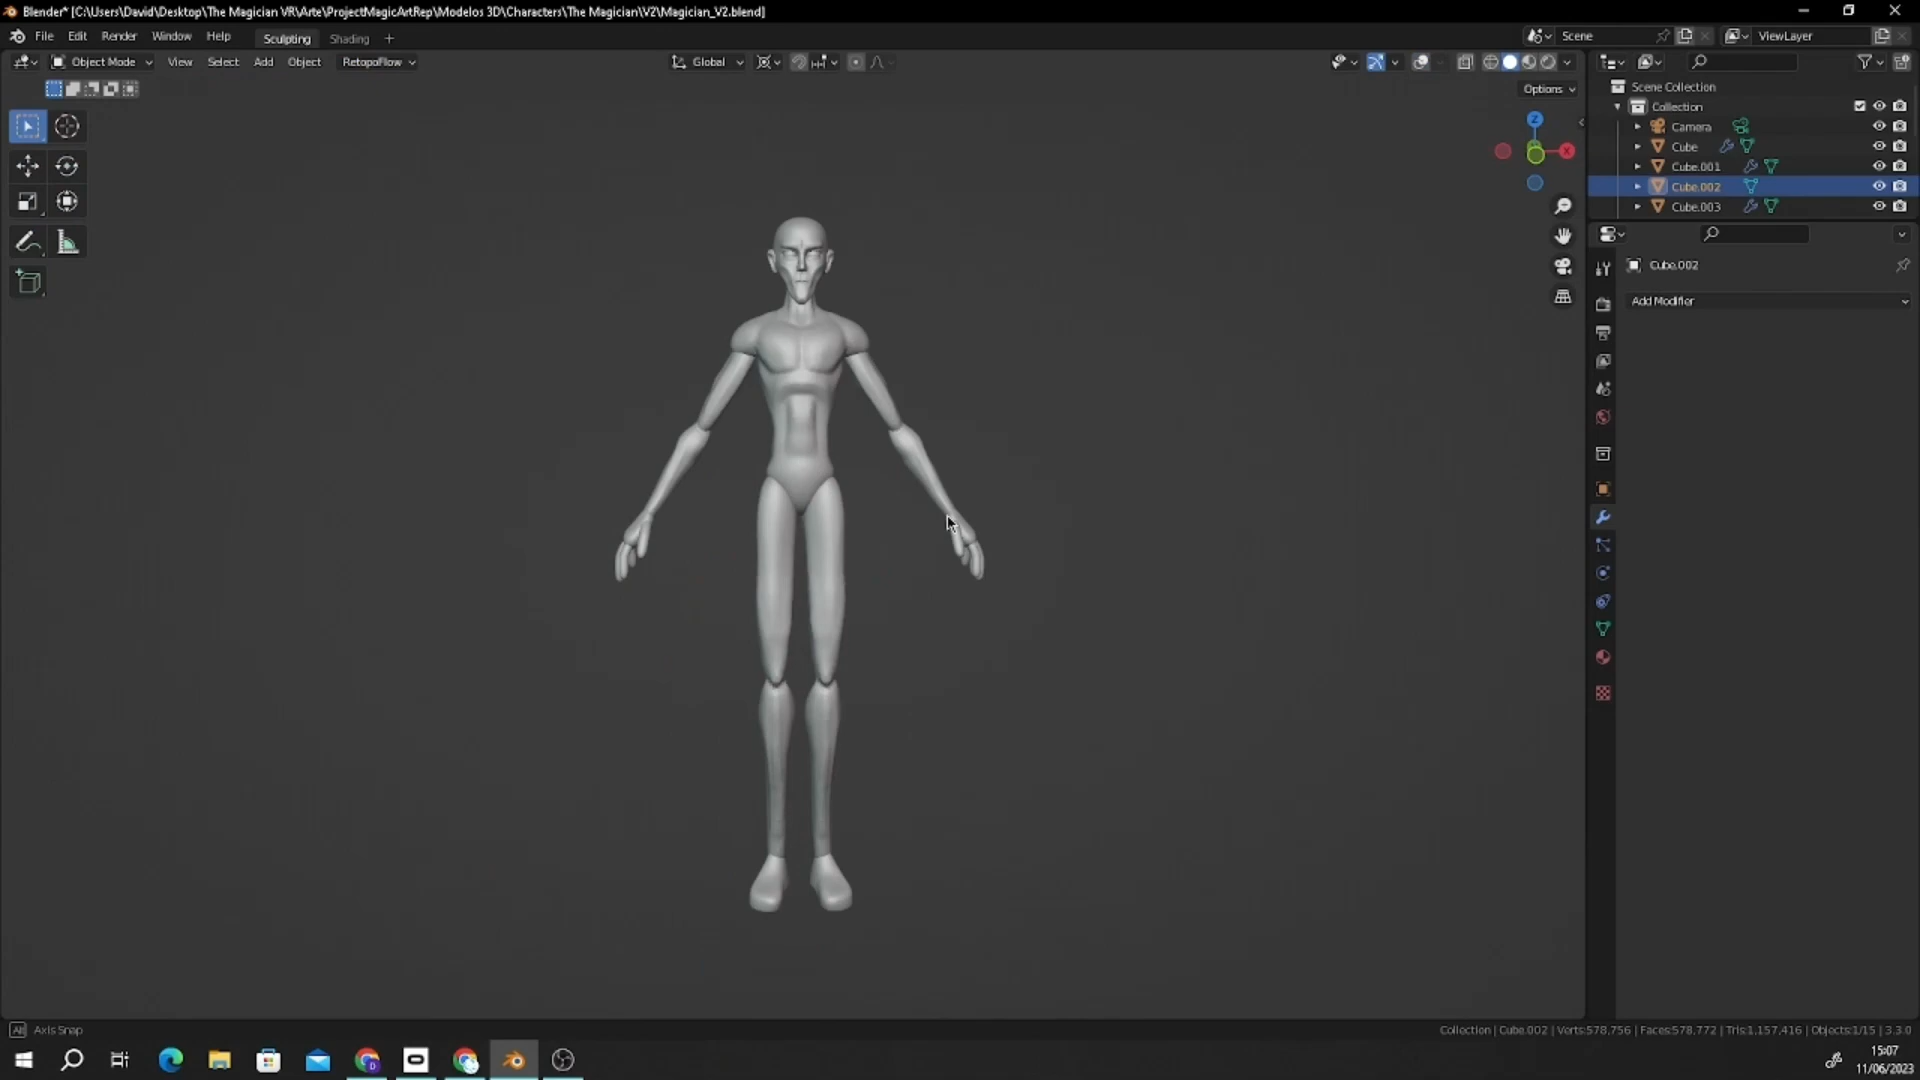 Blender* [C:\Users\David\Desktop\The Magician VR\Arte\ProjectMagicArtRep\Modelos 3D\Characters\The Magician\V2\Magician_V2.blend]
File Edit Render Window Help Sculpting Shading + Scene ViewLayer
Object Mode View Select Add Object RetopoFlow Global
Options
Scene Collection
Collection
Camera
Cube
Cube.001
Cube.002
Cube.003
Z
X
Cube.002
Add Modifier
Alt Axis Snap
Collection | Cube.002 | Verts:578,756 | Faces:578,772 | Tris:1,157,416 | Objects:1/15 | 3.3.0
15:07
11/06/2023